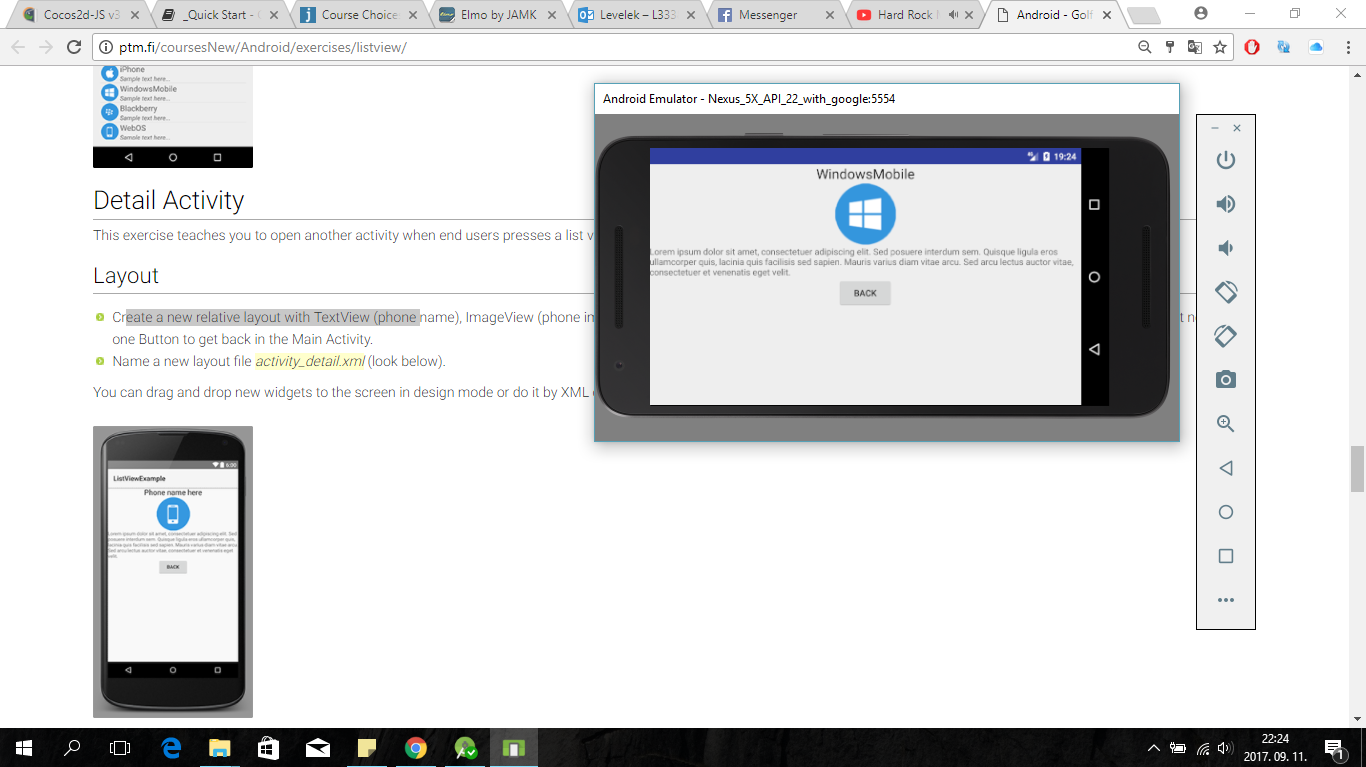 Cocos2d-JS v3
_Quick Start - 
Course Choice
Elmo by JAMK
Levelek – L333
Messenger
Hard Rock
Android - Golf
ptm.fi/coursesNew/Android/exercises/listview/
iPhone
Sample text here...
WindowsMobile
Sample text here...
Blackberry
Sample text here...
WebOS
Sample text here...
Detail Activity
This exercise teaches you to open another activity when end users presses a list v
Layout
Create a new relative layout with TextView (phone name), ImageView (phone im
one Button to get back in the Main Activity.
Name a new layout file activity_detail.xml (look below).
You can drag and drop new widgets to the screen in design mode or do it by XML
6:00
ListViewExample
Phone name here
Lorem ipsum dolor sit amet, consectetuer adipiscing elit. Sed
posuere interdum sem. Quisque ligula eros ullamcorper quis,
lacinia quis facilisis sed sapien. Mauris varius diam vitae arcu.
Sed arcu lectus auctor vitae, consectetuer et venenatis eget
velit.
BACK
Android Emulator - Nexus_5X_API_22_with_google:5554
19:24
WindowsMobile
Lorem ipsum dolor sit amet, consectetuer adipiscing elit. Sed posuere interdum sem. Quisque ligula eros
ullamcorper quis, lacinia quis facilisis sed sapien. Mauris varius diam vitae arcu. Sed arcu lectus auctor vitae,
consectetuer et venenatis eget velit.
BACK
22:24
2017. 09. 11.
1